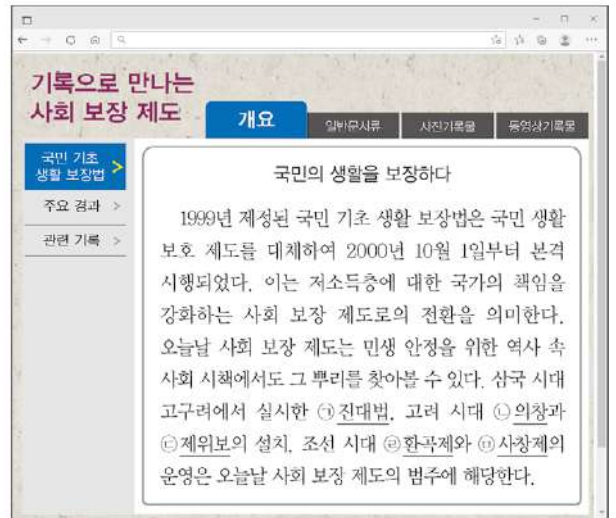 기록으로 만나는
사회 보장 제도
개요
일반문서류
사진기록물
동영상기록물
국민 기초
생활 보장법 >
주요 경과 >
관련 기록 >
국민의 생활을 보장하다
1999년 제정된 국민 기초 생활 보장법은 국민 생활
보호 제도를 대체하여 2000년 10월 1일부터 본격
시행되었다. 이는 저소득층에 대한 국가의 책임을
강화하는 사회 보장 제도로의 전환을 의미한다.
오늘날 사회 보장 제도는 민생 안정을 위한 역사 속
사회 시책에서도 그 뿌리를 찾아볼 수 있다. 삼국 시대
고구려에서 실시한 ㉠진대법, 고려 시대 ㉡의창과
㉢제위보의 설치, 조선 시대 ㉣환곡제와 ㉤사창제의
운영은 오늘날 사회 보장 제도의 범주에 해당한다.